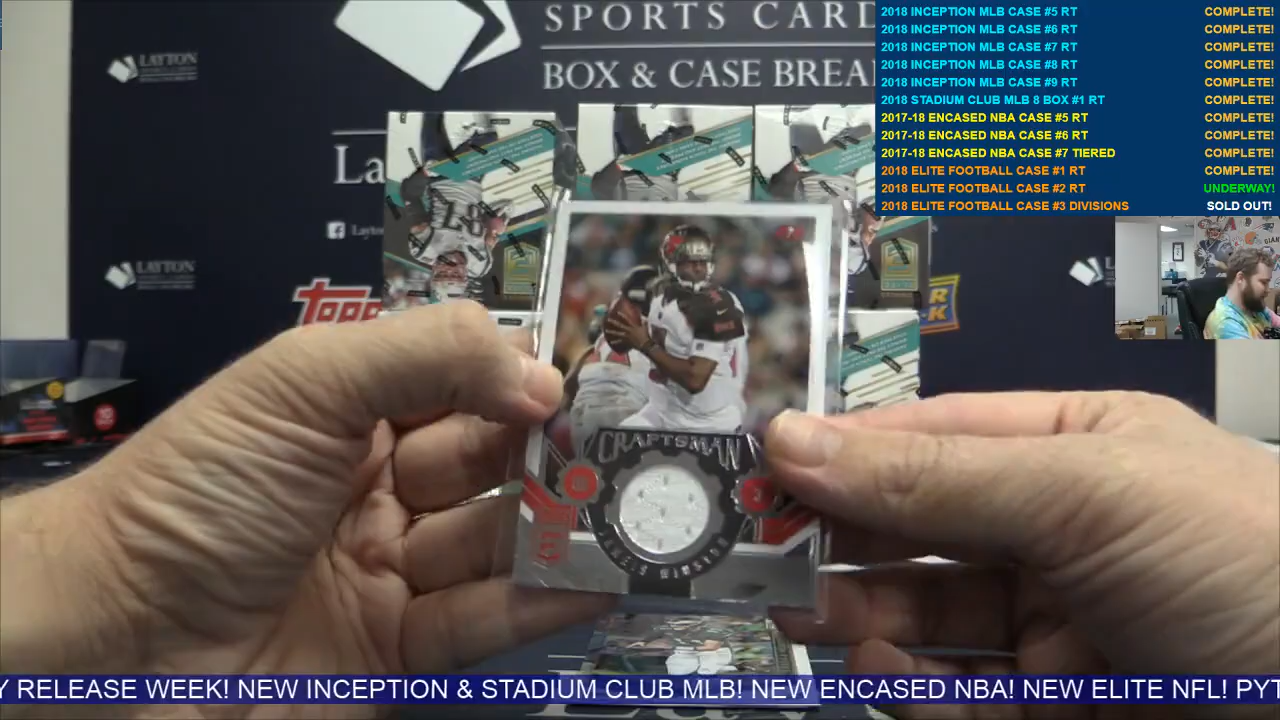 SPORTS CARD
BOX & CASE BREA
LAYTON
La
LAYTON
Topps
2018 INCEPTION MLB CASE #5 RT COMPLETE!
2018 INCEPTION MLB CASE #6 RT COMPLETE!
2018 INCEPTION MLB CASE #7 RT COMPLETE!
2018 INCEPTION MLB CASE #8 RT COMPLETE!
2018 INCEPTION MLB CASE #9 RT COMPLETE!
2018 STADIUM CLUB MLB 8 BOX #1 RT COMPLETE!
2017-18 ENCASED NBA CASE #5 RT COMPLETE!
2017-18 ENCASED NBA CASE #6 RT COMPLETE!
2017-18 ENCASED NBA CASE #7 TIERED COMPLETE!
2018 ELITE FOOTBALL CASE #1 RT COMPLETE!
2018 ELITE FOOTBALL CASE #2 RT UNDERWAY!
2018 ELITE FOOTBALL CASE #3 DIVISIONS SOLD OUT!
CRAFTSMAN
JAMEIS WINSTON
Y RELEASE WEEK! NEW INCEPTION & STADIUM CLUB MLB! NEW ENCASED NBA! NEW ELITE NFL! PYT